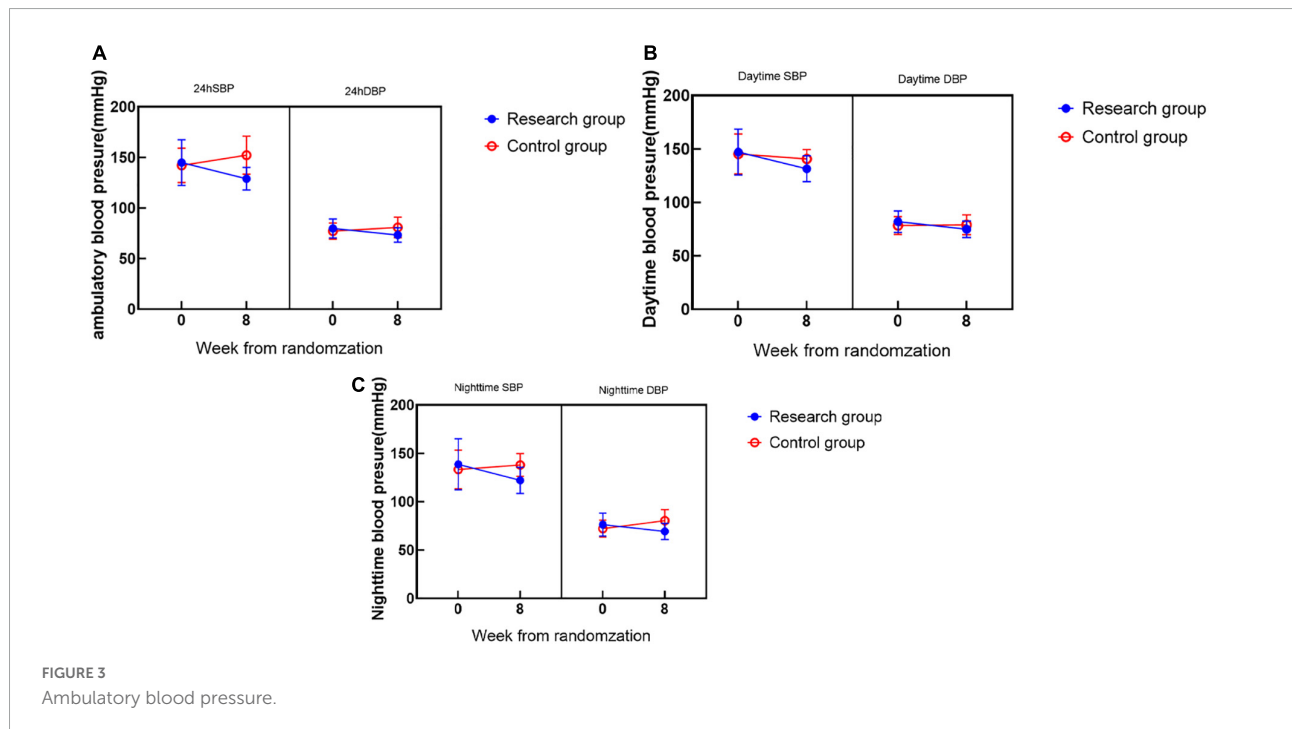 A
24hSBP
24hDBP
ambulatory blood presure(mmHg)
200
150
100
50
0
0
8
0
8
Week from randomzation
Research group
Control group
B
Daytime SBP
Daytime DBP
Daytime blood presure(mmHg)
200
150
100
50
0
0
8
0
8
Week from randomzation
Research group
Control group
C
Nighttime SBP
Nighttime DBP
Nighttime blood presure(mmHg)
200
150
100
50
0
0
8
0
8
Week from randomzation
Research group
Control group
FIGURE 3
Ambulatory blood pressure.